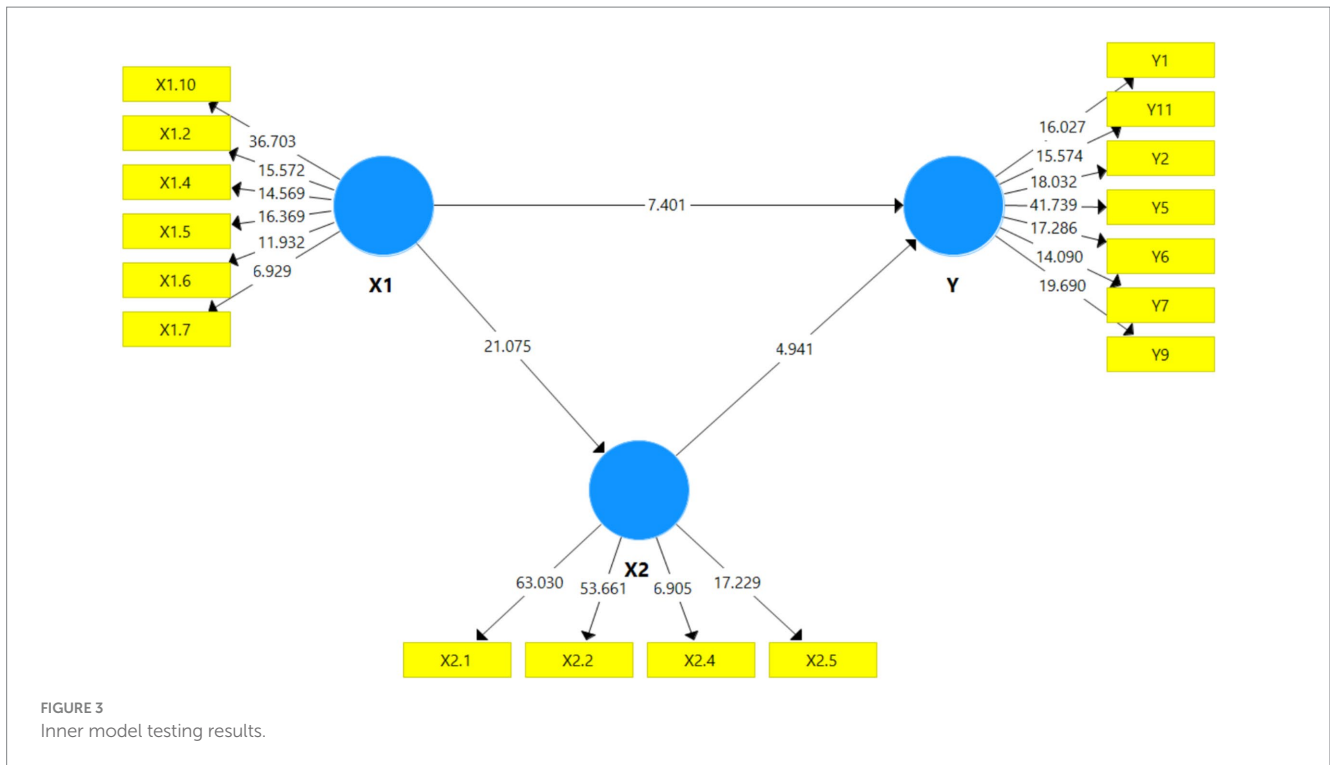 X1.10
X1.2
X1.4
X1.5
X1.6
X1.7
36.703
15.572
14.569
16.369
11.932
6.929
X1
7.401
21.075
4.941
Y
16.027
15.574
18.032
41.739
17.286
14.090
19.690
Y1
Y11
Y2
Y5
Y6
Y7
Y9
X2
63.030
53.661
6.905
17.229
X2.1
X2.2
X2.4
X2.5
FIGURE 3
Inner model testing results.